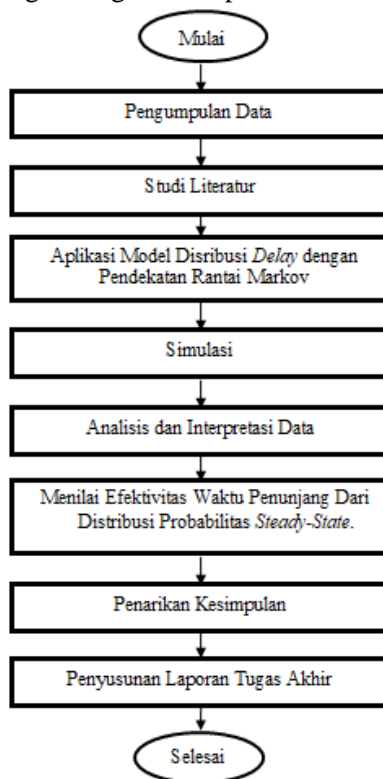 Mulai
Pengumpulan Data
Studi Literatur
Aplikasi Model Disribusi Delay dengan
Pendekatan Rantai Markov
Simulasi
Analisis dan Interpretasi Data
Menilai Efektivitas Waktu Penunjang Dari
Distribusi Probabilitas Steady-State.
Penarikan Kesimpulan
Penyusunan Laporan Tugas Akhir
Selesai